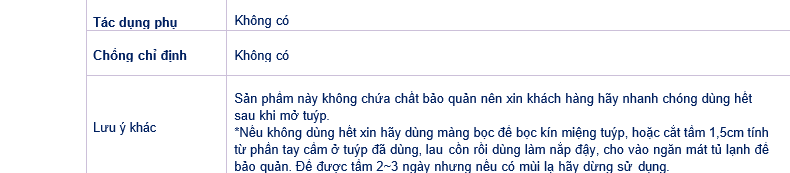 Tác dụng phụ
Không có
Chống chỉ định
Không có
Lưu ý khác
Sản phẩm này không chứa chất bảo quản nên xin khách hàng hãy nhanh chóng dùng hết
sau khi mở tuýp.
*Nếu không dùng hết xin hãy dùng màng bọc để bọc kín miệng tuýp, hoặc cắt tầm 1,5cm tính
từ phần tay cầm ở tuýp đã dùng, lau cồn rồi dùng làm nắp đậy, cho vào ngăn mát tủ lạnh để
bảo quản. Để được tầm 2~3 ngày nhưng nếu có mùi lạ hãy dừng sử dụng.